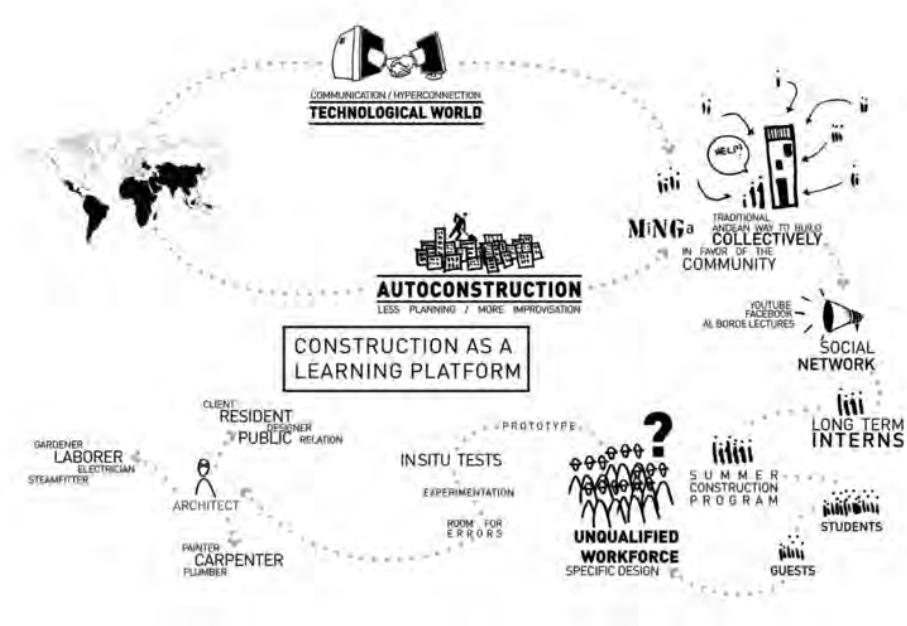 COMMUNICATION / HYPERCONNECTION
TECHNOLOGICAL WORLD
HELP!
MiNGa
TRADITIONAL
ANDEAN WAY TO BUILD
COLLECTIVELY
IN FAVOR OF THE
COMMUNITY
AUTOCONSTRUCTION
LESS PLANNING / MORE IMPROVISATION
YOUTUBE
FACEBOOK
AL BORDE LECTURES
SOCIAL
NETWORK
CONSTRUCTION AS A
LEARNING PLATFORM
LONG TERM
INTERNS
SUMMER
CONSTRUCTION
PROGRAM
STUDENTS
GUESTS
?
UNQUALIFIED
WORKFORCE
SPECIFIC DESIGN
PROTOTYPE
INSITU TESTS
EXPERIMENTATION
ROOM FOR
ERRORS
CLIENT
RESIDENT
DESIGNER
PUBLIC RELATION
GARDENER
LABORER
ELECTRICIAN
STEAMFITTER
ARCHITECT
PAINTER
CARPENTER
PLUMBER